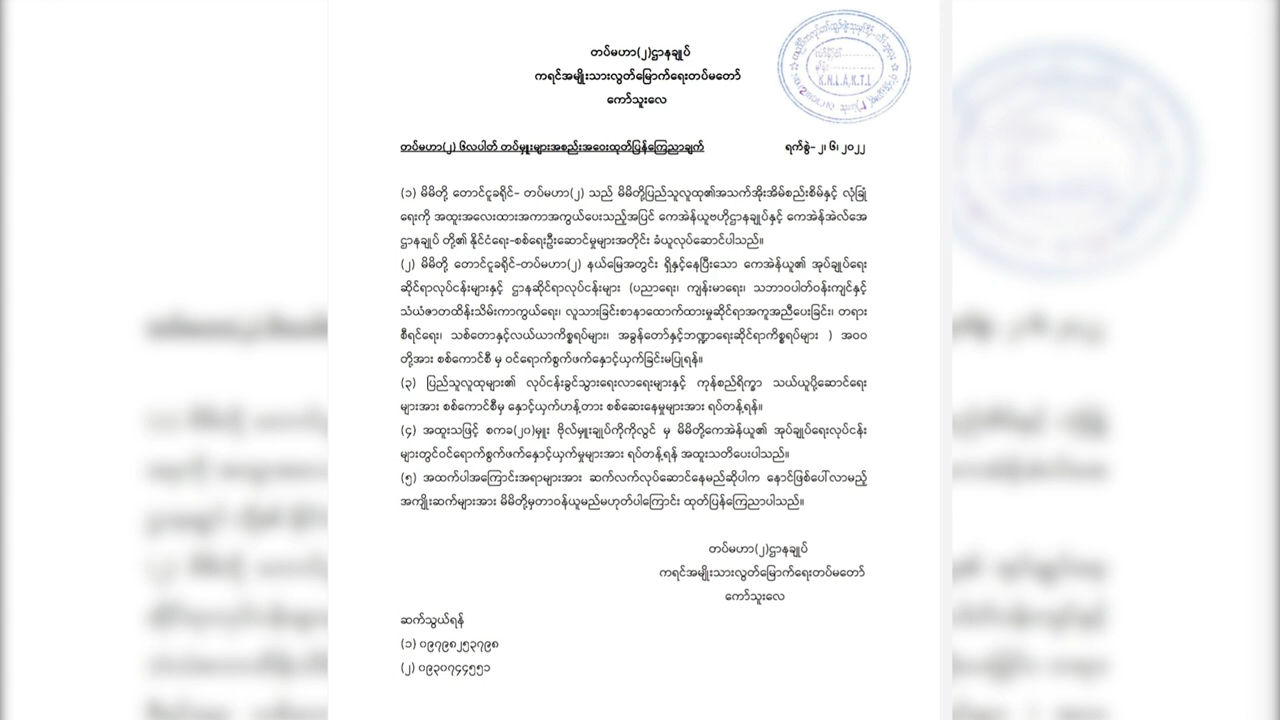 တပ်မဟာ(၂)ဌာနချုပ်
ကရင်အမျိုးသားလွတ်မြောက်ရေးတပ်မတော်
ကော်သူးလေ
K.N.L.A,K.T.L
တပ်မဟာ(၂) ၆လပါတ် တပ်မှူးများအစည်းအဝေးထုတ်ပြန်ကြေညာချက် ရက်စွဲ- ၂၊ ၆၊ ၂၀၂၂
(၁) မိမိတို့ တောင်ငူခရိုင်- တပ်မဟာ(၂) သည် မိမိတို့ပြည်သူလူထု၏အသက်အိုးအိမ်စည်းစိမ်နှင့် လုံခြုံ
ရေးကို အထူးအလေးထားအကာအကွယ်ပေးသည့်အပြင် ကေအဲန်ယူဗဟိုဌာနချုပ်နှင့် ကေအဲန်အဲလ်အေ
ဌာနချုပ် တို့၏ နိုင်ငံရေး-စစ်ရေးဦးဆောင်မှုများအတိုင်း ခံယူလုပ်ဆောင်ပါသည်။
(၂) မိမိတို့ တောင်ငူခရိုင်-တပ်မဟာ(၂) နယ်မြေအတွင်း ရှိနှင့်နေပြီးသော ကေအဲန်ယူ၏ အုပ်ချုပ်ရေး
ဆိုင်ရာလုပ်ငန်းများနှင့် ဌာနဆိုင်ရာလုပ်ငန်းများ (ပညာရေး၊ ကျန်းမာရေး၊ သဘာဝပါတ်ဝန်းကျင်နှင့်
သံယံဇာတထိန်းသိမ်းကာကွယ်ရေး၊ လူသားခြင်းစာနာထောက်ထားမှုဆိုင်ရာအကူအညီပေးခြင်း၊ တရား
စီရင်ရေး၊ သစ်တောနှင့်လယ်ယာကိစ္စရပ်များ၊ အခွန်တော်နှင့်ဘဏ္ဍာရေးဆိုင်ရာကိစ္စရပ်များ ) အဝဝ
တို့အား စစ်ကောင်စီ မှ ဝင်ရောက်စွက်ဖက်နှောင့်ယှက်ခြင်းမပြုရန်။
(၃) ပြည်သူလူထုများ၏ လုပ်ငန်းခွင်သွားရေးလာရေးများနှင့် ကုန်စည်ရိက္ခာ သယ်ယူပို့ဆောင်ရေး
များအား စစ်ကောင်စီမှ နှောင့်ယှက်ဟန့်တား စစ်ဆေးနေမှုများအား ရပ်တန့်ရန်။
(၄) အထူးသဖြင့် စကခ(၂၀)မှူး ဗိုလ်မှူးချုပ်ကိုကိုလွင် မှ မိမိတို့ကေအဲန်ယူ၏ အုပ်ချုပ်ရေးလုပ်ငန်း
များတွင်ဝင်ရောက်စွက်ဖက်နှောင့်ယှက်မှုများအား ရပ်တန့်ရန် အထူးသတိပေးပါသည်။
(၅) အထက်ပါအကြောင်းအရာများအား ဆက်လက်လုပ်ဆောင်နေမည်ဆိုပါက နောင်ဖြစ်ပေါ်လာမည့်
အကျိုးဆက်များအား မိမိတို့မှတာဝန်ယူမည်မဟုတ်ပါကြောင်း ထုတ်ပြန်ကြေညာပါသည်။
တပ်မဟာ(၂)ဌာနချုပ်
ကရင်အမျိုးသားလွတ်မြောက်ရေးတပ်မတော်
ကော်သူးလေ
ဆက်သွယ်ရန်
(၁) ၀၉၇၉၈၂၅၃၇၉၈
(၂) ၀၉၃၀၇၄၄၅၅၁